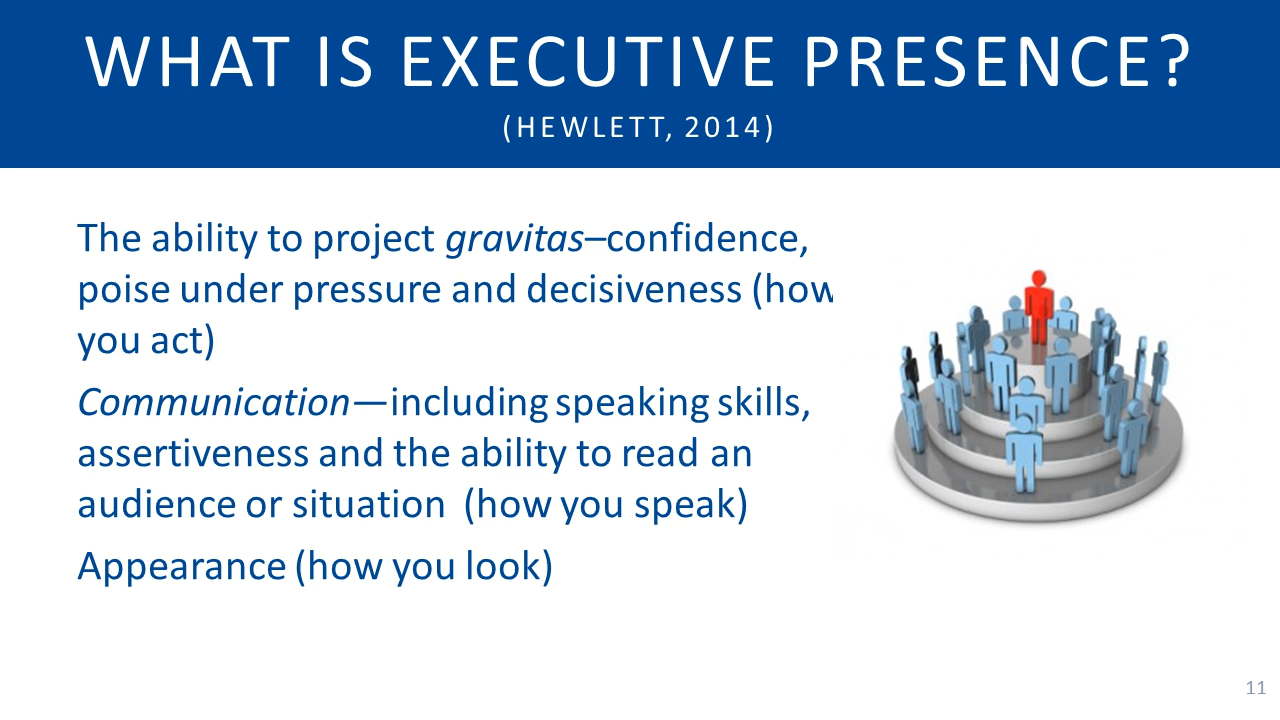 WHAT IS EXECUTIVE PRESENCE?
(HEWLETT, 2014)
The ability to project gravitas–confidence,
poise under pressure and decisiveness (how
you act)
Communication—including speaking skills,
assertiveness and the ability to read an
audience or situation  (how you speak)
Appearance (how you look)
11